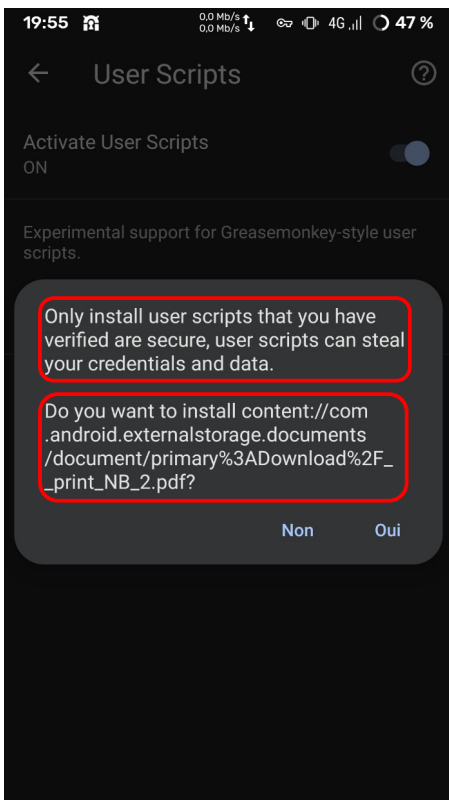 19:55
0,0 Mb/s
0,0 Mb/s
4G
47 %
User Scripts
Activate User Scripts
ON
Experimental support for Greasemonkey-style user
scripts.
Only install user scripts that you have
verified are secure, user scripts can steal
your credentials and data.
Do you want to install content://com
.android.externalstorage.documents
/document/primary%3ADownload%2F_
_print_NB_2.pdf?
Non
Oui